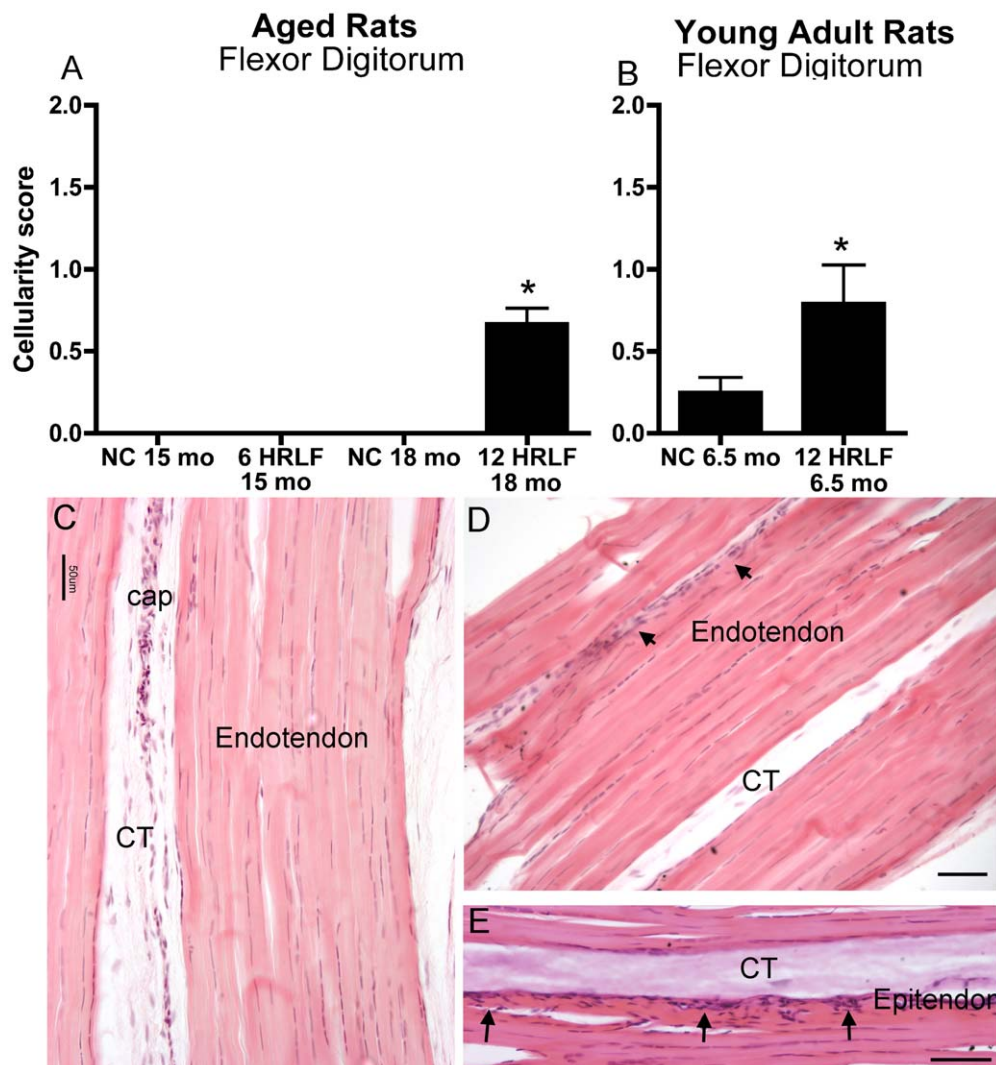 Aged Rats
Flexor Digitorum
Young Adult Rats
Flexor Digitorum
A
Cellularity score
2.0
1.5
1.0
0.5
0.0
*
NC 15 mo
6 HRLF
15 mo
NC 18 mo
12 HRLF
18 mo
B
2.0
1.5
1.0
0.5
0.0
*
NC 6.5 mo
12 HRLF
6.5 mo
C
50um
cap
Endotendon
CT
D
Endotendon
CT
E
CT
Epitendon